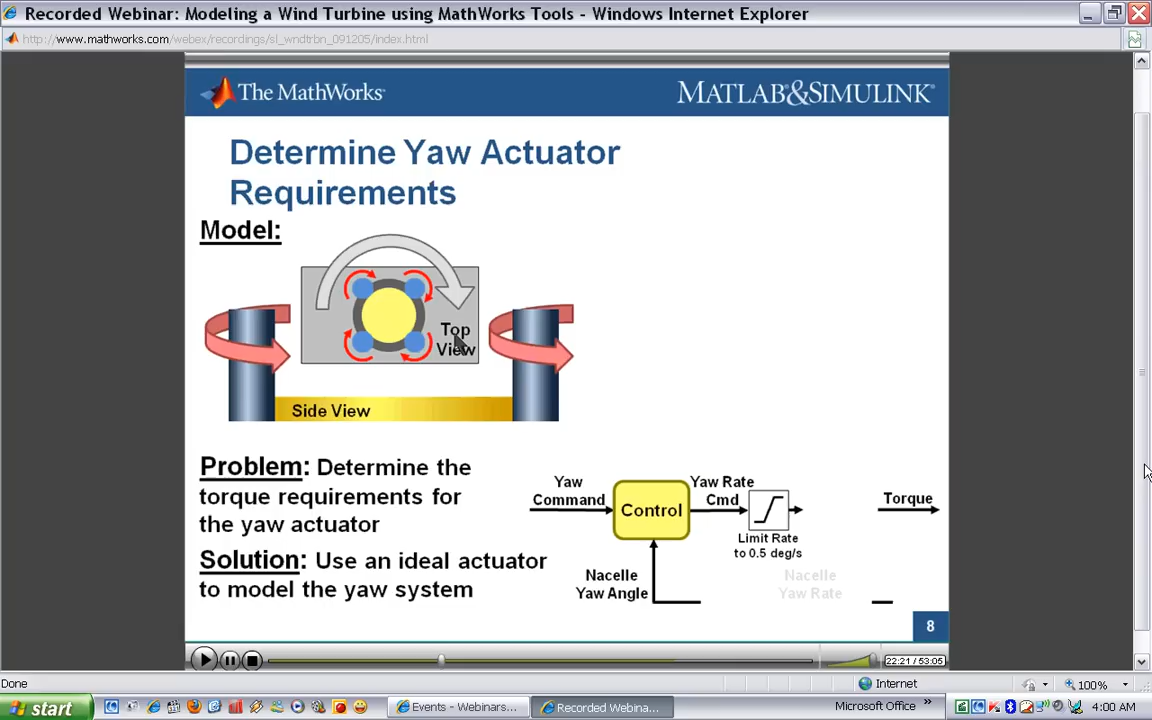 Recorded Webinar: Modeling a Wind Turbine using MathWorks Tools - Windows Internet Explorer
http://www.mathworks.com/webex/recordings/sl_wndtrbn_091205/index.html
The MathWorks
MATLAB&SIMULINK®
Determine Yaw Actuator
Requirements
Model:
Top
View
Side View
Problem: Determine the
torque requirements for
the yaw actuator
Solution: Use an ideal actuator
to model the yaw system
Yaw
Command
Control
Yaw Rate
Cmd
Limit Rate
to 0.5 deg/s
Torque
Nacelle
Yaw Angle
Nacelle
Yaw Rate
8
22:21 / 53:05
Done
Internet
100%
start
Events - Webinars...
Recorded Webina...
Microsoft Office
»
4:00 AM